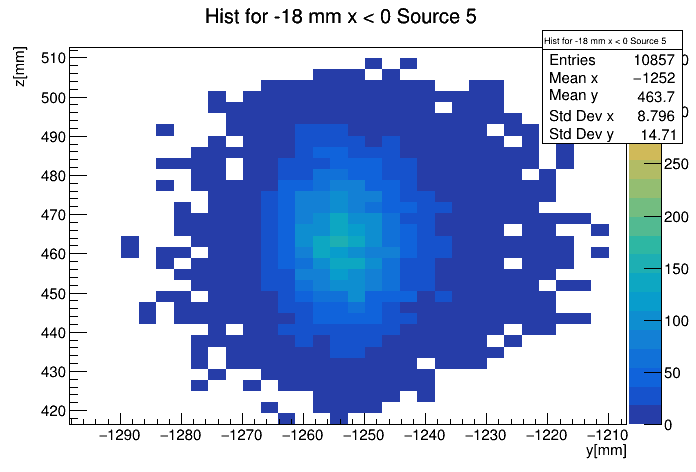 Hist for -18 mm x < 0 Source 5
z[mm]
Hist for -18 mm x < 0 Source 5
Entries 10857
Mean x −1252
Mean y 463.7
Std Dev x 8.796
Std Dev y 14.71
510
500
490
480
470
460
450
440
430
420
0
0
250
200
150
100
50
0
−1290 −1280 −1270 −1260 −1250 −1240 −1230 −1220 −1210
y[mm]